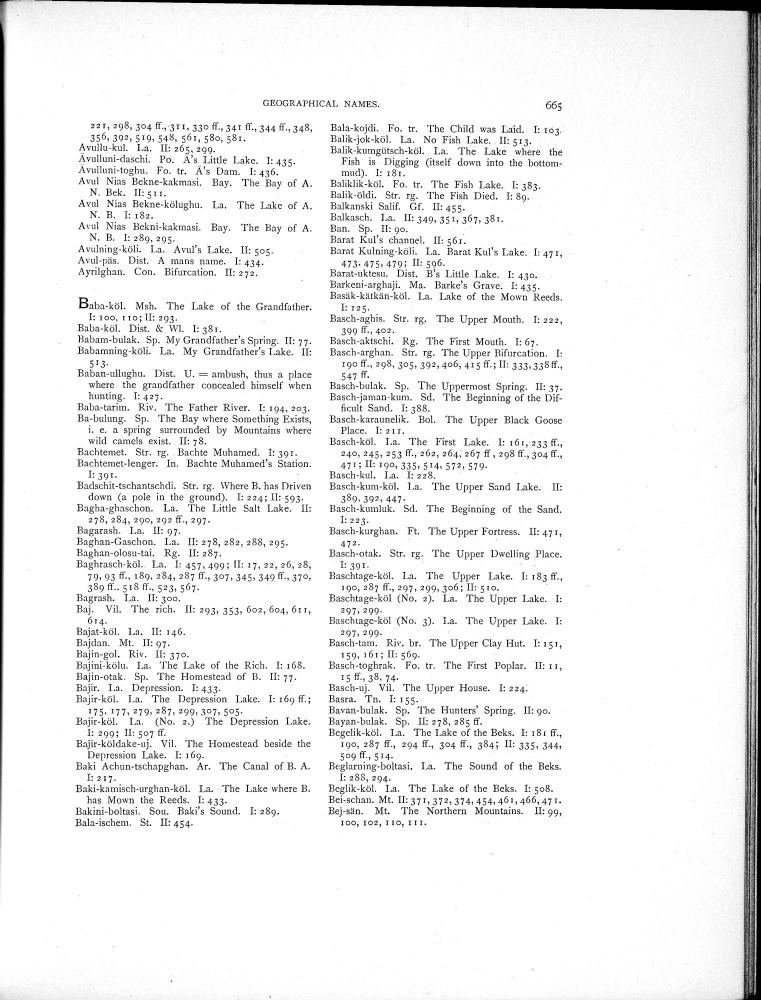 GEOGRAPHICAL NAMES. 665
221, 298, 304 ff., 311, 330 ff., 341 ff., 344 ff., 348,
356, 392, 519, 548, 561, 580, 581.
Avullu-kul. La. II: 265, 299.
Ävulluni-daschi. Po. Ä's Little Lake. I: 435.
Ävulluni-toghu. Fo. tr. Ä's Dam. I: 436.
Avul Nias Bekne-kakmasi. Bay. The Bay of A.
N. Bek. II: 511.
Avul Nias Bekne-kölughu. La. The Lake of A.
N. B. I: 182.
Avul Nias Bekni-kakmasi. Bay. The Bay of A.
N. B. I: 289, 295.
Avulning-köli. La. Avul's Lake. II: 505.
Avul-päs. Dist. A mans name. I: 434.
Ayrilghan. Con. Bifurcation. II: 272.
Baba-köl. Msh. The Lake of the Grandfather.
I: 100, 110; II: 293.
Baba-köl. Dist. & Wl. I: 381.
Babam-bulak. Sp. My Grandfather's Spring. II: 77.
Babamning-köli. La. My Grandfather's Lake. II:
513.
Baban-ullughu. Dist. U. = ambush, thus a place
where the grandfather concealed himself when
hunting. I: 427.
Baba-tarim. Riv. The Father River. I: 194, 203.
Ba-bulung. Sp. The Bay where Something Exists,
i. e. a spring surrounded by Mountains where
wild camels exist. II: 78.
Bachtemet. Str. rg. Bachte Muhamed. I: 391.
Bachtemet-lenger. In. Bachte Muhamed's Station.
I: 391.
Badschit-tschantschdi. Str. rg. Where B. has Driven
down (a pole in the ground). I: 224; II: 593.
Bagha-ghaschon. La. The Little Salt Lake. II:
278, 284, 290, 292 ff., 297.
Bagarash. La. II: 97.
Baghan-Gaschon. La. II: 278, 282, 288, 295.
Baghan-olosu-tai. Rg. II: 287.
Baghrasch-köl. La. I: 457, 499; II: 17, 22, 26, 28,
79, 93 ff., 189, 284, 287 ff., 307, 345, 349 ff., 370,
389 ff., 518 ff., 523, 567.
Bagrash. La. II: 300.
Baj. Vil. The rich. II: 293, 353, 602, 604, 611,
614.
Bajat-köl. La. II: 146.
Bajdan. Mt. II: 97.
Bajin-gol. Riv. II: 370.
Bajini-kölu. La. The Lake of the Rich. I: 168.
Bajin-otak. Sp. The Homestead of B. II: 77.
Bajir. La. Depression. I: 433.
Bajir-köl. La. The Depression Lake. I: 169 ff.;
175, 177, 279, 287, 299, 307, 505.
Bajir-köl. La. (No. 2.) The Depression Lake.
I: 299; II: 507 ff.
Bajir-köldake-uj. Vil. The Homestead beside the
Depression Lake. I: 169.
Baki Achun-tschapghan. Ar. The Canal of B. A.
I: 217.
Baki-kamisch-urghan-köl. La. The Lake where B.
has Mown the Reeds. I: 433.
Bakini-boltasi. Sou. Baki's Sound. I: 289.
Bala-ischem. St. II: 454.
Bala-kojdi. Fo. tr. The Child was Laid. I: 163.
Balik-jok-köl. La. No Fish Lake. II: 513.
Balik-kumgütsch-köl. La. The Lake where the
Fish is Digging (itself down into the bottom-
mud). I: 181.
Baliklik-köl. Fo. tr. The Fish Lake. I: 383.
Balik-öldi. Str. rg. The Fish Died. I: 89.
Balkanski Salif. Gf. II: 455.
Balkasch. La. II: 349, 351, 367, 381.
Ban. Sp. II: 90.
Barat Kul's channel. II: 561.
Barat Kulning-köli. La. Barat Kul's Lake. I: 471,
473, 475, 479; II: 596.
Barat-uktesu. Dist. B's Little Lake. I: 430.
Barkeni-arghaji. Ma. Barke's Grave. I: 435.
Basäk-kätkän-köl. La. Lake of the Mown Reeds.
I: 125.
Basch-aghis. Str. rg. The Upper Mouth. I: 222,
399 ff., 402.
Basch-aktschi. Rg. The First Mouth. I: 67.
Basch-arghan. Str. rg. The Upper Bifurcation. I:
190 ff., 298, 305, 392, 406, 415 ff.; II: 333, 338 ff.,
547 ff.
Basch-bulak. Sp. The Uppermost Spring. II: 37.
Basch-jaman-kum. Sd. The Beginning of the Dif-
ficult Sand. I: 388.
Basch-karaunelik. Bol. The Upper Black Goose
Place. I: 211.
Basch-köl. La. The First Lake. I: 161, 233 ff.,
240, 245, 253 ff., 262, 264, 267 ff, 298 ff., 304 ff.,
471; II: 190, 335, 514, 572, 579.
Basch-kul. La. I: 228.
Basch-kum-köl. La. The Upper Sand Lake. II:
389, 392, 447.
Basch-kumluk. Sd. The Beginning of the Sand.
I: 223.
Basch-kurghan. Ft. The Upper Fortress. II: 471,
472.
Basch-otak. Str. rg. The Upper Dwelling Place.
I: 391.
Baschtage-köl. La. The Upper Lake. I: 183 ff.,
190, 287 ff., 297, 299, 306; II: 510.
Baschtage-köl (No. 2). La. The Upper Lake. I:
297, 299.
Baschtage-köl (No. 3). La. The Upper Lake. I:
297, 299.
Basch-tam. Riv. br. The Upper Clay Hut. I: 151,
159, 161; II: 569.
Basch-toghrak. Fo. tr. The First Poplar. II: 11,
15 ff., 38, 74.
Basch-uj. Vil. The Upper House. I: 224.
Basra. Tn. I: 155.
Bavan-bulak. Sp. The Hunters' Spring. II: 90.
Bayan-bulak. Sp. II: 278, 285 ff.
Begelik-köl. La. The Lake of the Beks. I: 181 ff.,
190, 287 ff., 294 ff., 304 ff., 384; II: 335, 344,
509 ff., 514.
Beglarning-boltasi. La. The Sound of the Beks.
I: 288, 294.
Beglik-köl. La. The Lake of the Beks. I: 508.
Bei-schan. Mt. II: 371, 372, 374, 454, 461, 466, 471.
Bej-sän. Mt. The Northern Mountains. II: 99,
100, 102, 110, 111.